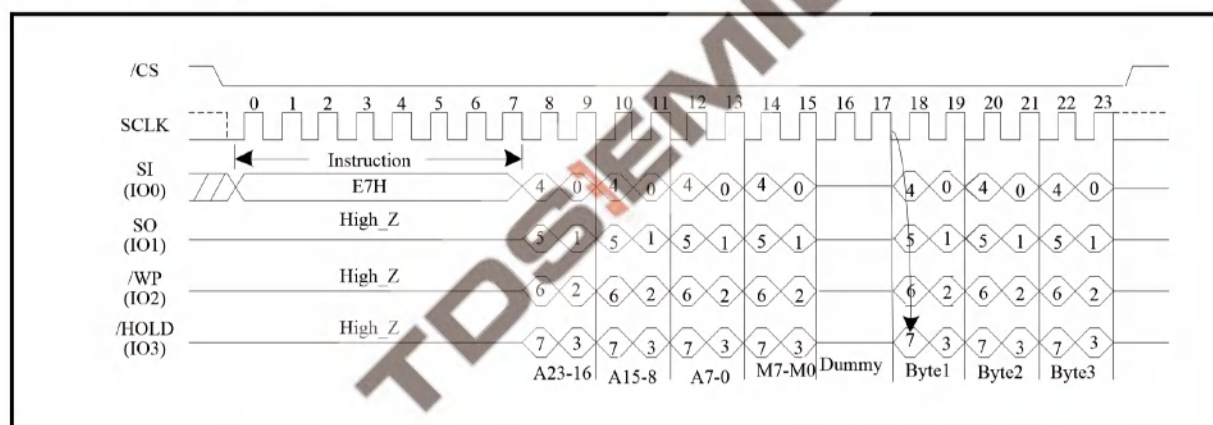 /CS
SCLK 0 1 2 3 4 5 6 7 8 9 10 11 12 13 14 15 16 17 18 19 20 21 22 23
Instruction
SI
(IO0) E7H 4 0 4 0 4 0 4 0 4 0 4 0 4 0
SO
(IO1) High_Z 5 1 5 1 5 1 5 1 5 1 5 1 5 1
/WP
(IO2) High_Z 6 2 6 2 6 2 6 2 6 2 6 2 6 2
/HOLD
(IO3) High_Z 7 3 7 3 7 3 7 3 7 3 7 3 7 3
A23-16 A15-8 A7-0 M7-M0 Dummy Byte1 Byte2 Byte3
TDSEMIC